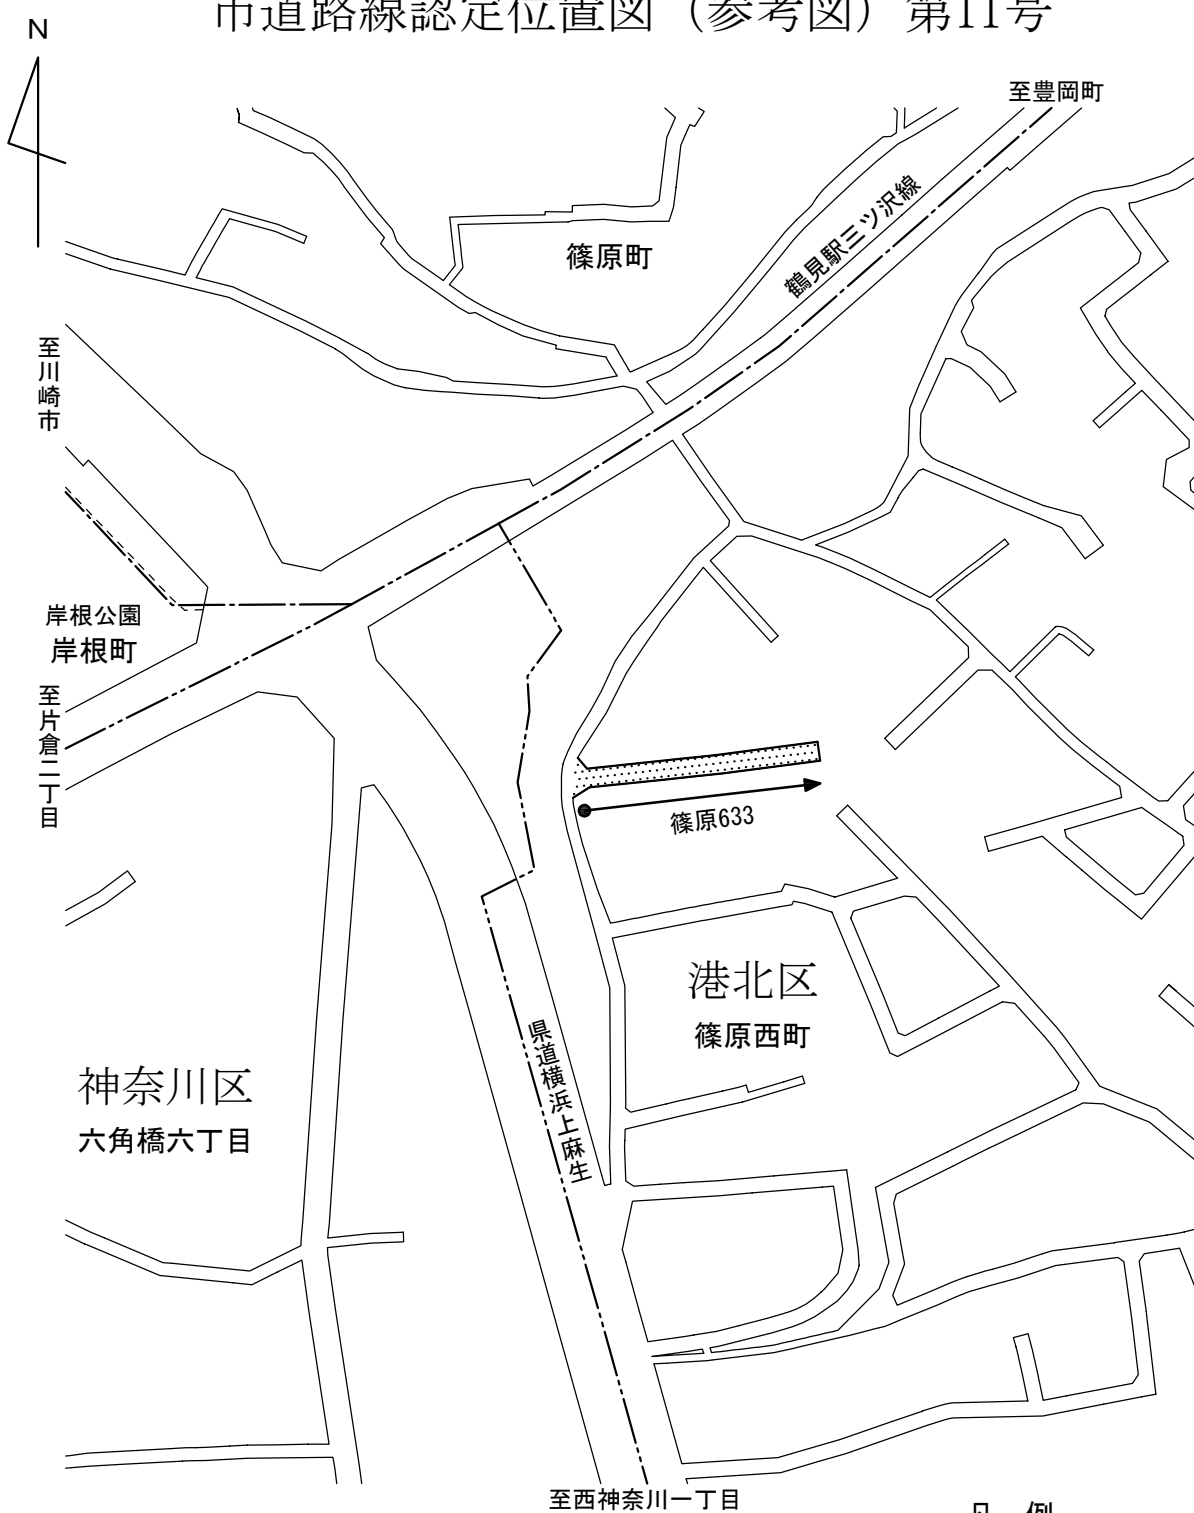 市道路線認定位置図（参考図）第11号
N
至豊岡町
鶴見駅三ツ沢線
篠原町
至川崎市
岸根公園
岸根町
至片倉二丁目
篠原633
港北区
篠原西町
県道横浜上麻生
神奈川区
六角橋六丁目
至西神奈川一丁目
凡 例